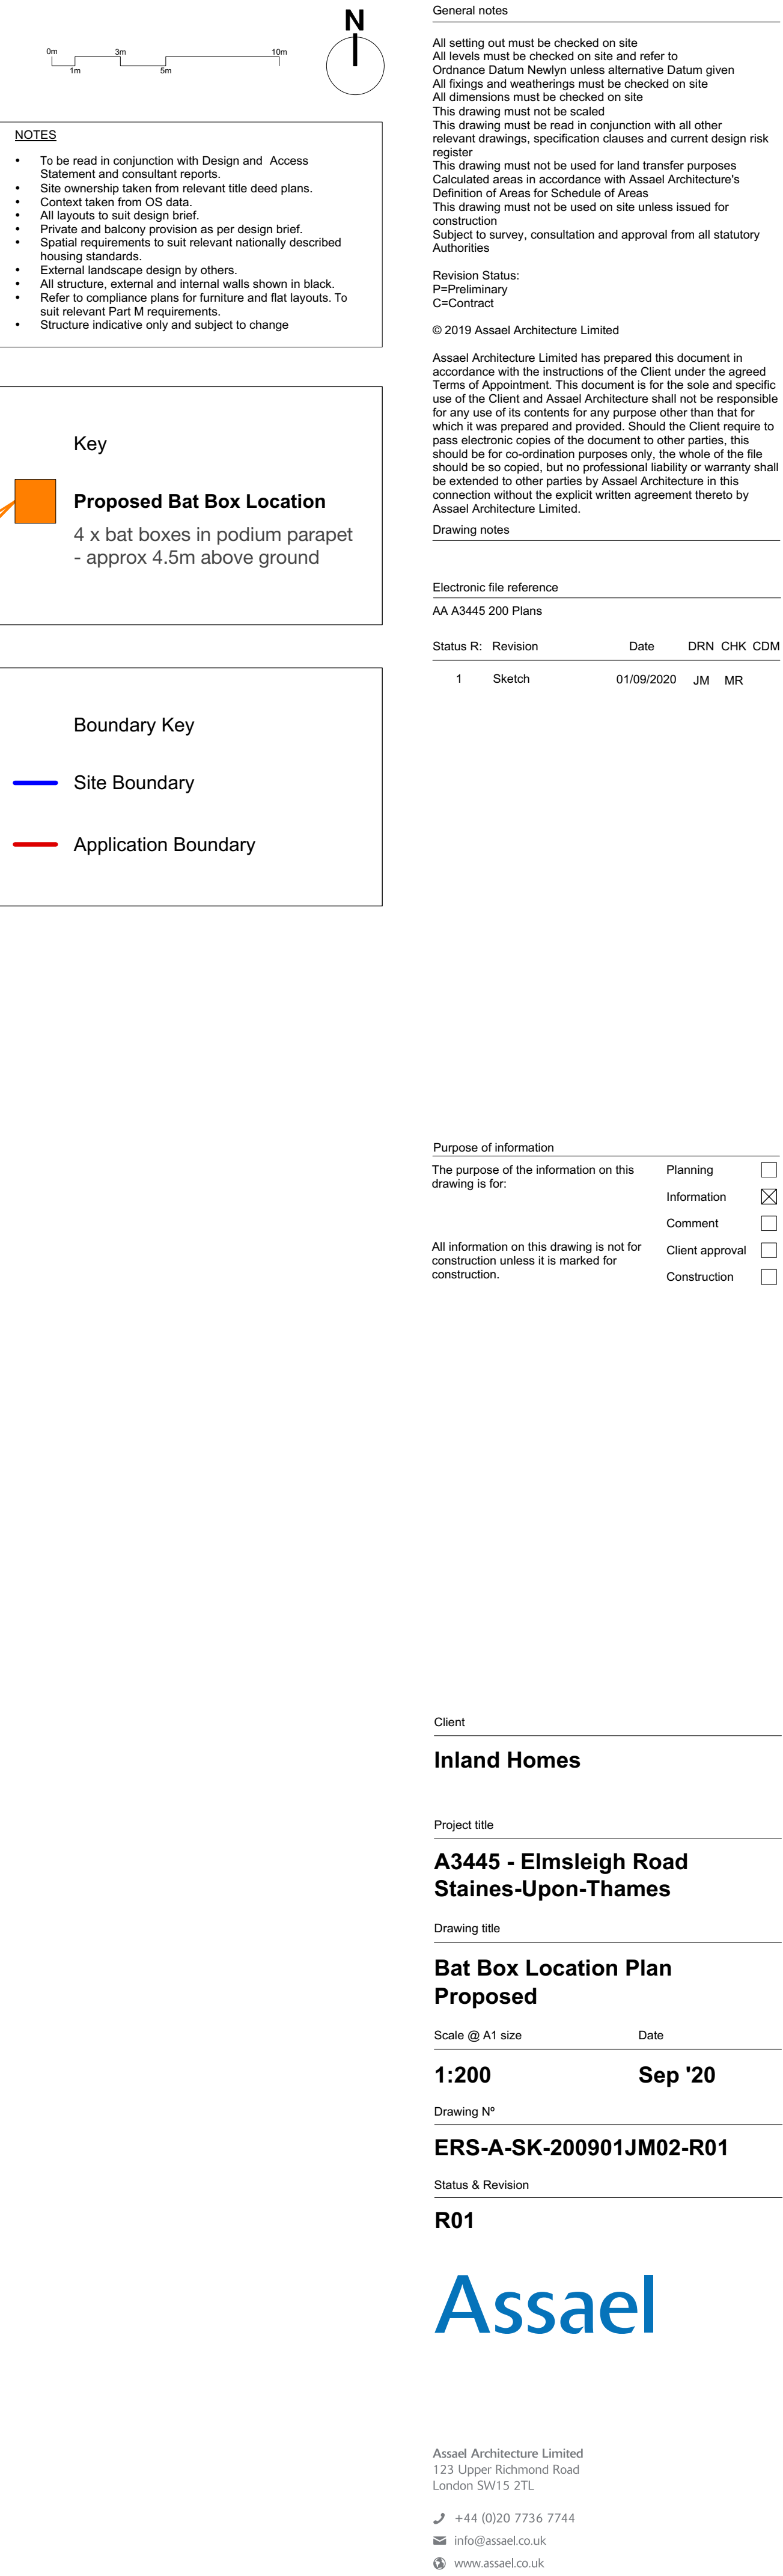 N
0m 3m 10m
1m 5m
NOTES
• To be read in conjunction with Design and Access
Statement and consultant reports.
• Site ownership taken from relevant title deed plans.
• Context taken from OS data.
• All layouts to suit design brief.
• Private and balcony provision as per design brief.
• Spatial requirements to suit relevant nationally described
housing standards.
• External landscape design by others.
• All structure, external and internal walls shown in black.
• Refer to compliance plans for furniture and flat layouts. To
suit relevant Part M requirements.
• Structure indicative only and subject to change
Key
Proposed Bat Box Location
4 x bat boxes in podium parapet
- approx 4.5m above ground
Boundary Key
Site Boundary
Application Boundary
General notes
All setting out must be checked on site
All levels must be checked on site and refer to
Ordnance Datum Newlyn unless alternative Datum given
All fixings and weatherings must be checked on site
All dimensions must be checked on site
This drawing must not be scaled
This drawing must be read in conjunction with all other
relevant drawings, specification clauses and current design risk
register
This drawing must not be used for land transfer purposes
Calculated areas in accordance with Assael Architecture's
Definition of Areas for Schedule of Areas
This drawing must not be used on site unless issued for
construction
Subject to survey, consultation and approval from all statutory
Authorities
Revision Status:
P=Preliminary
C=Contract
© 2019 Assael Architecture Limited
Assael Architecture Limited has prepared this document in
accordance with the instructions of the Client under the agreed
Terms of Appointment. This document is for the sole and specific
use of the Client and Assael Architecture shall not be responsible
for any use of its contents for any purpose other than that for
which it was prepared and provided. Should the Client require to
pass electronic copies of the document to other parties, this
should be for co-ordination purposes only, the whole of the file
should be so copied, but no professional liability or warranty shall
be extended to other parties by Assael Architecture in this
connection without the explicit written agreement thereto by
Assael Architecture Limited.
Drawing notes
Electronic file reference
AA A3445 200 Plans
Status R: Revision Date DRN CHK CDM
1 Sketch 01/09/2020 JM MR
Purpose of information
The purpose of the information on this
drawing is for:
All information on this drawing is not for
construction unless it is marked for
construction.
Planning
Information
Comment
Client approval
Construction
Client
Inland Homes
Project title
A3445 - Elmsleigh Road
Staines-Upon-Thames
Drawing title
Bat Box Location Plan
Proposed
Scale @ A1 size Date
1:200 Sep '20
Drawing Nº
ERS-A-SK-200901JM02-R01
Status & Revision
R01
Assael
Assael Architecture Limited
123 Upper Richmond Road
London SW15 2TL
+44 (0)20 7736 7744
info@assael.co.uk
www.assael.co.uk